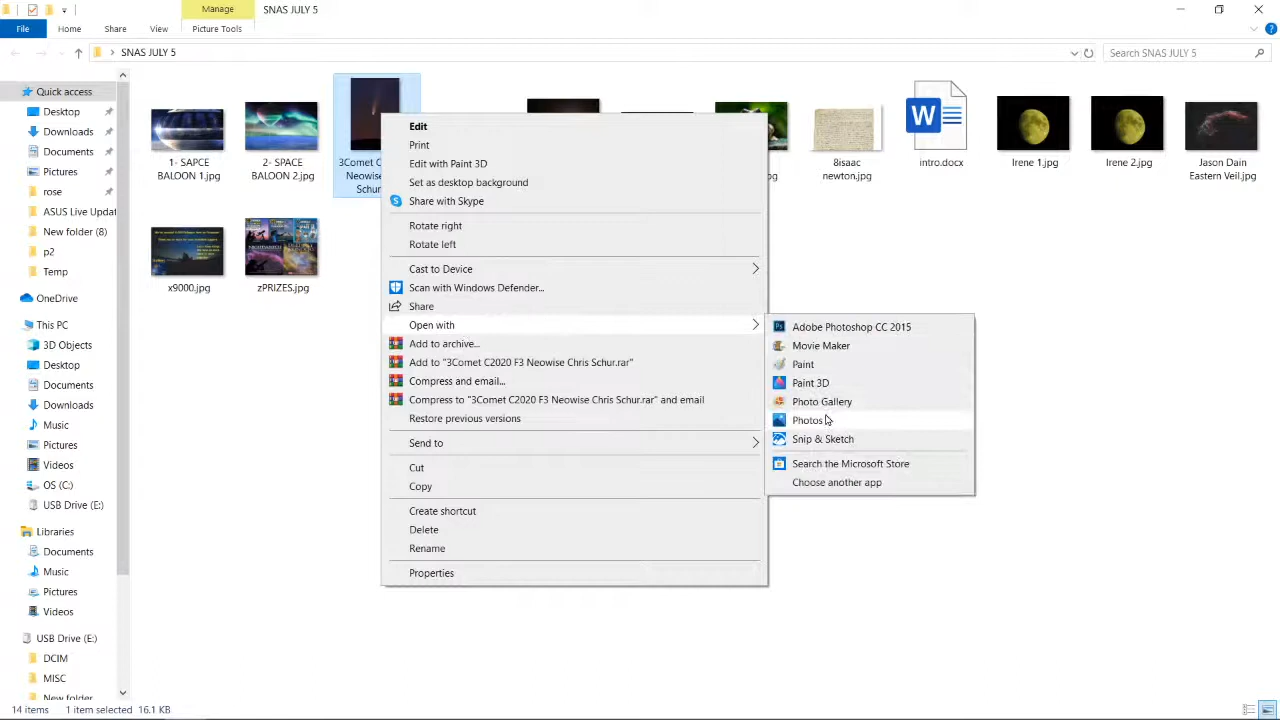 Manage
SNAS JULY 5
File
Home
Share
View
Picture Tools
SNAS JULY 5
Search SNAS JULY 5
Quick access
Desktop
Downloads
Documents
Pictures
rose
ASUS Live Updat
New folder (8)
p2
Temp
OneDrive
This PC
3D Objects
Desktop
Documents
Downloads
Music
Pictures
Videos
OS (C:)
USB Drive (E:)
Libraries
Documents
Music
Pictures
Videos
USB Drive (E:)
DCIM
MISC
New folder
1- SAPCE
BALOON 1.jpg
2- SPACE
BALOON 2.jpg
3Comet C
Neowise
Schur
pg
8isaac
newton.jpg
intro.docx
Irene 1.jpg
Irene 2.jpg
Jason Dain
Eastern Veil.jpg
x9000.jpg
zPRIZES.jpg
Edit
Print
Edit with Paint 3D
Set as desktop background
Share with Skype
Rotate right
Rotate left
Cast to Device
Scan with Windows Defender...
Share
Open with
Add to archive...
Add to "3Comet C2020 F3 Neowise Chris Schur.rar"
Compress and email...
Compress to "3Comet C2020 F3 Neowise Chris Schur.rar" and email
Restore previous versions
Send to
Cut
Copy
Create shortcut
Delete
Rename
Properties
Adobe Photoshop CC 2015
Movie Maker
Paint
Paint 3D
Photo Gallery
Photos
Snip & Sketch
Search the Microsoft Store
Choose another app
14 items
1 item selected 16.1 KB